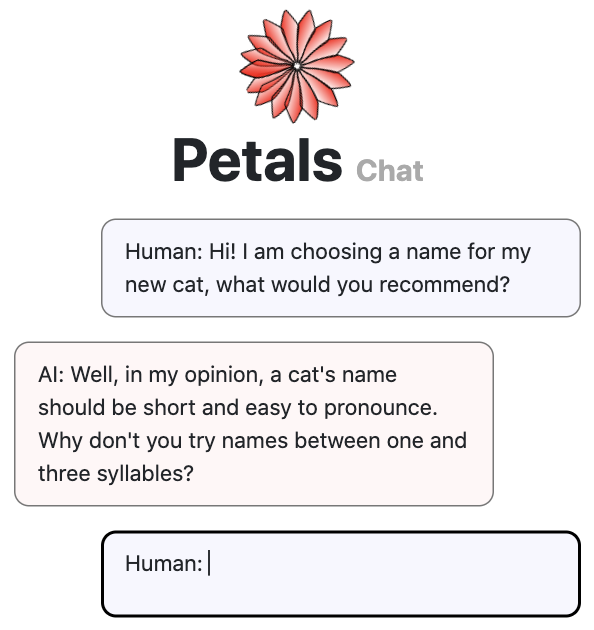 Petals Chat
Human: Hi! I am choosing a name for my
new cat, what would you recommend?
AI: Well, in my opinion, a cat's name
should be short and easy to pronounce.
Why don't you try names between one and
three syllables?
Human: